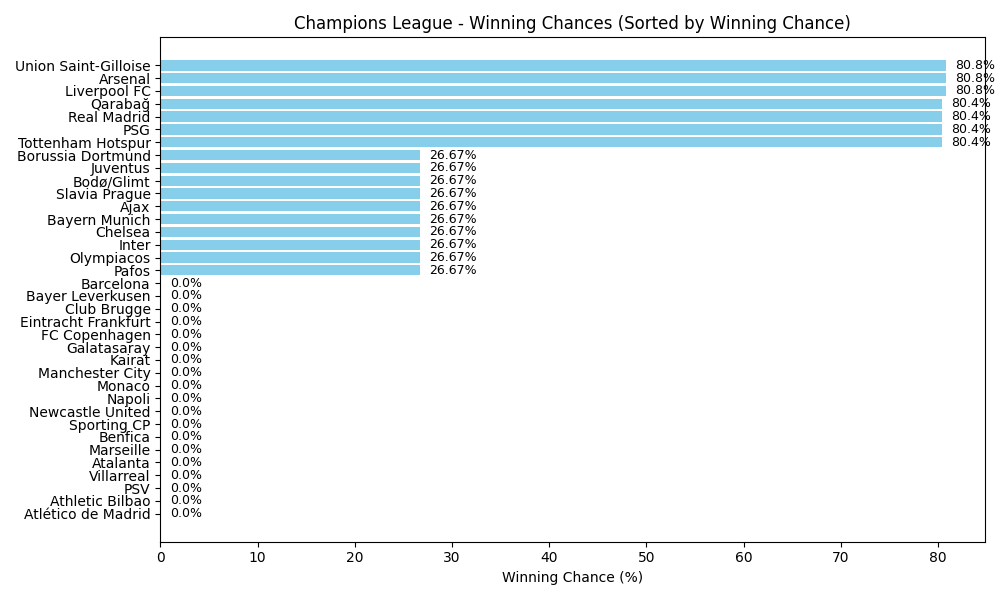 Champions League - Winning Chances (Sorted by Winning Chance)
Union Saint-Gilloise 80.8%
Arsenal 80.8%
Liverpool FC 80.8%
Qarabağ 80.4%
Real Madrid 80.4%
PSG 80.4%
Tottenham Hotspur 80.4%
Borussia Dortmund 26.67%
Juventus 26.67%
Bodø/Glimt 26.67%
Slavia Prague 26.67%
Ajax 26.67%
Bayern Munich 26.67%
Chelsea 26.67%
Inter 26.67%
Olympiacos 26.67%
Pafos 26.67%
Barcelona 0.0%
Bayer Leverkusen 0.0%
Club Brugge 0.0%
Eintracht Frankfurt 0.0%
FC Copenhagen 0.0%
Galatasaray 0.0%
Kairat 0.0%
Manchester City 0.0%
Monaco 0.0%
Napoli 0.0%
Newcastle United 0.0%
Sporting CP 0.0%
Benfica 0.0%
Marseille 0.0%
Atalanta 0.0%
Villarreal 0.0%
PSV 0.0%
Athletic Bilbao 0.0%
Atlético de Madrid 0.0%
0 10 20 30 40 50 60 70 80
Winning Chance (%)